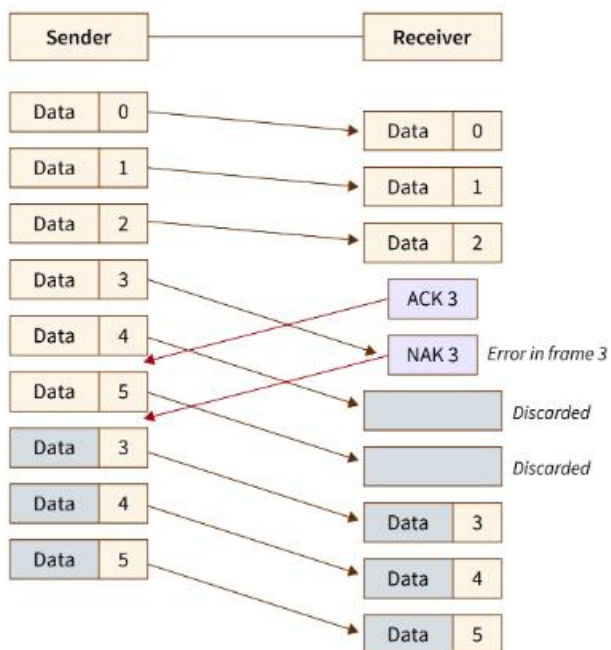 Sender Receiver
Data 0
Data 0
Data 1
Data 1
Data 2
Data 2
Data 3
ACK 3
Data 4
NAK 3 Error in frame 3
Data 5
Discarded
Data 3
Discarded
Data 4
Data 3
Data 5
Data 4
Data 5